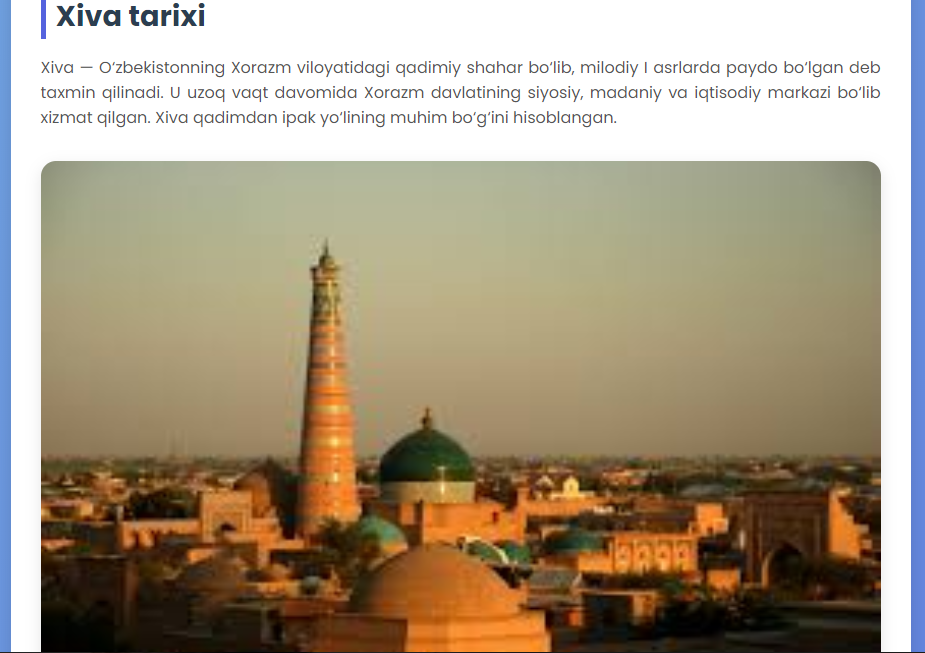 Xiva tarixi
Xiva — O‘zbekistonning Xorazm viloyatidagi qadimiy shahar bo‘lib, milodiy I asrlarda paydo bo‘lgan deb
taxmin qilinadi. U uzoq vaqt davomida Xorazm davlatining siyosiy, madaniy va iqtisodiy markazi bo‘lib
xizmat qilgan. Xiva qadimdan ipak yo‘lining muhim bo‘g‘ini hisoblangan.